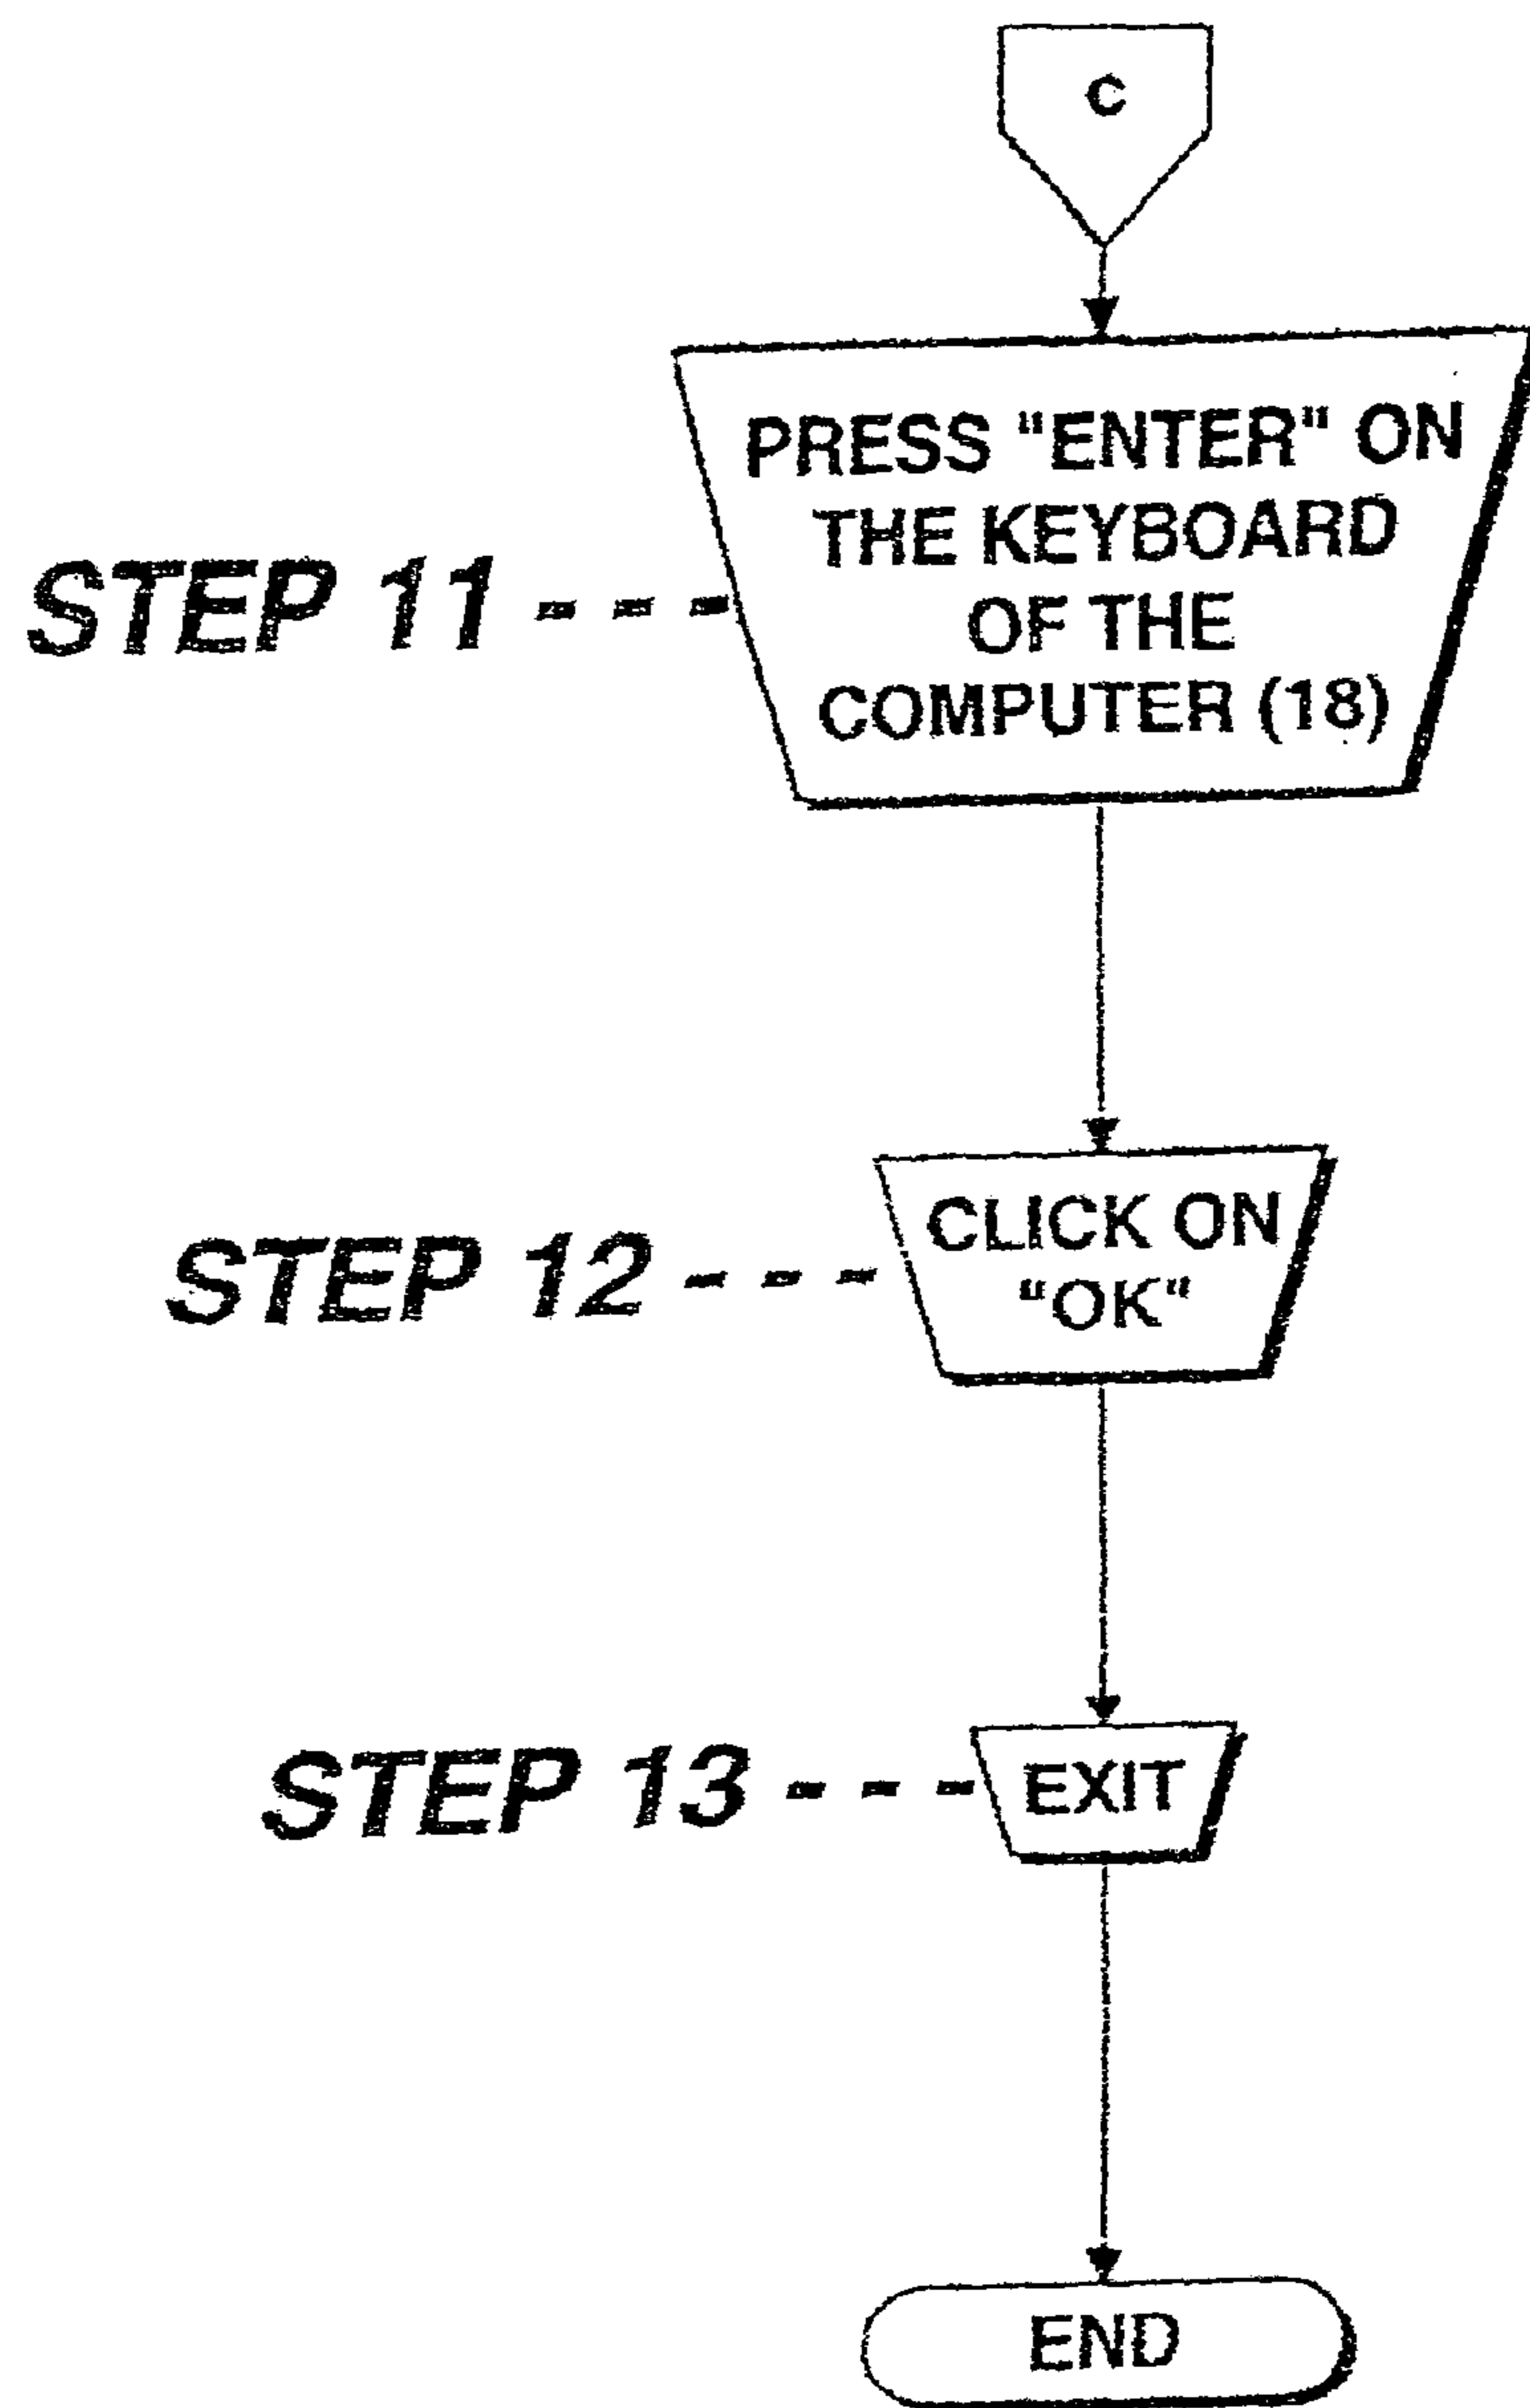 C
PRESS "ENTER" ON
THE KEYBOARD
STEP 11 - - -
OF THE
COMPUTER (18)
STEP 12 - - -
CLICK ON
"OK"
STEP 13 - - -
EXIT
END